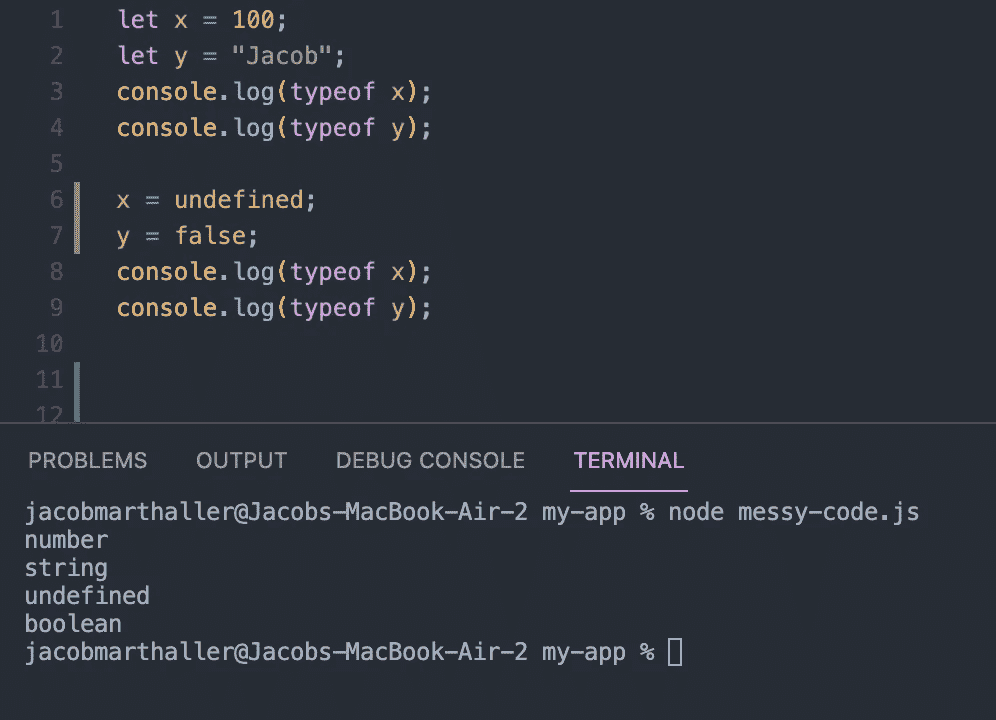 1 let x = 100;
2 let y = "Jacob";
3 console.log(typeof x);
4 console.log(typeof y);
5
6 x = undefined;
7 y = false;
8 console.log(typeof x);
9 console.log(typeof y);
10
11
12
PROBLEMS OUTPUT DEBUG CONSOLE TERMINAL
jacobmarthaller@Jacobs-MacBook-Air-2 my-app % node messy-code.js
number
string
undefined
boolean
jacobmarthaller@Jacobs-MacBook-Air-2 my-app %